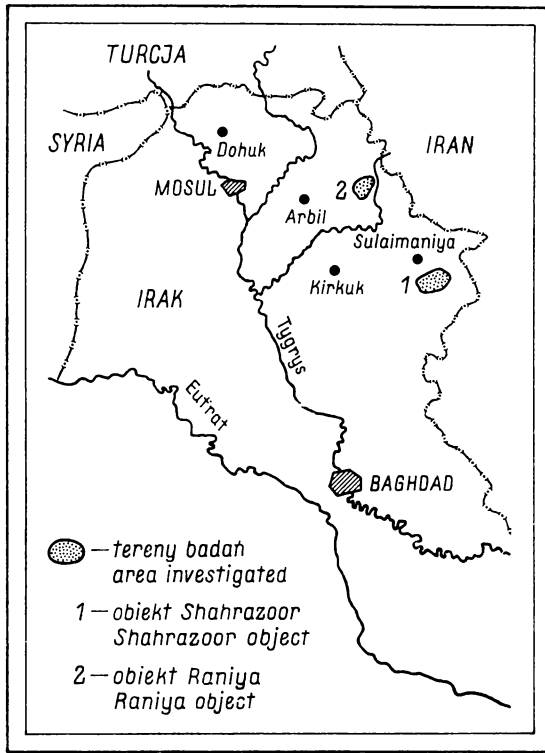 TURCJA
SYRIA
IRAN
Dohuk
MOSUL
2
Arbil
Sulaimaniya
Kirkuk
1
IRAK
Tygrys
Eufrat
BAGHDAD
— tereny badań
area investigated
1 — obiekt Shahrazoor
Shahrazoor object
2 — obiekt Raniya
Raniya object